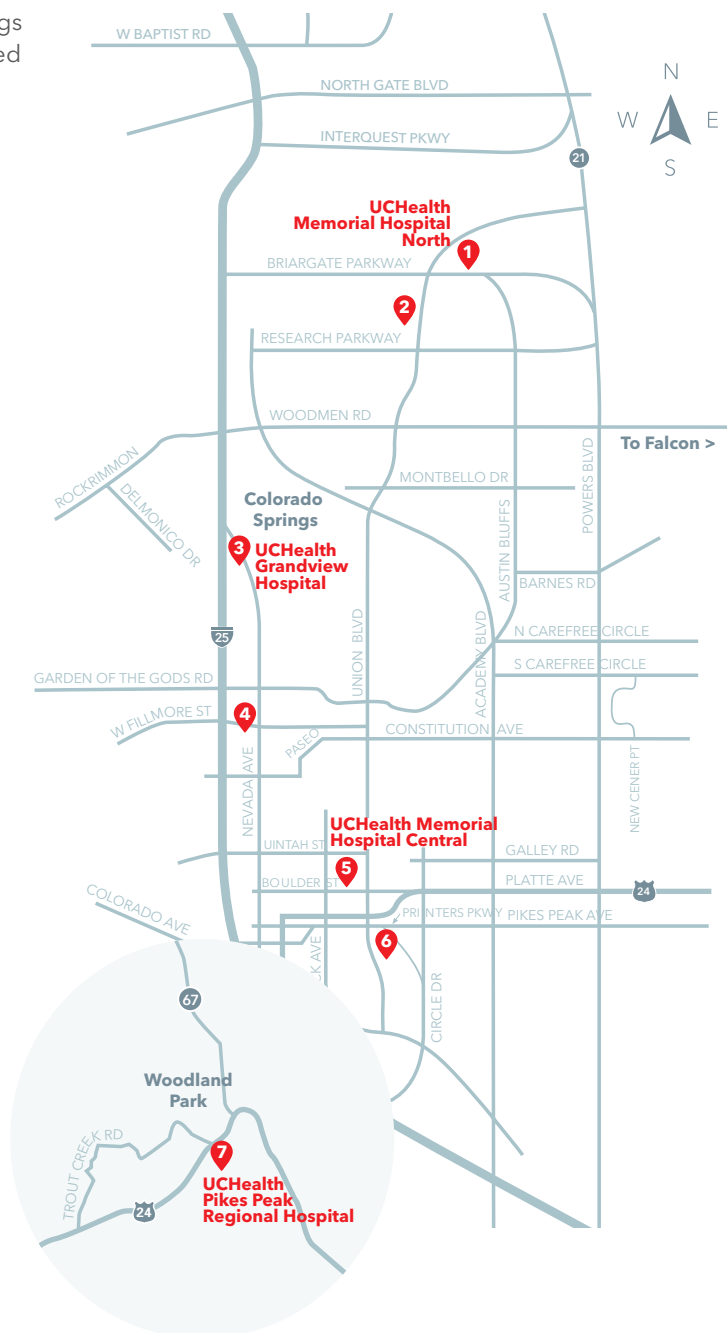 gs
ed
W BAPTIST RD
N
W E
S
NORTH GATE BLVD
INTERQUEST PKWY
21
UCHealth
Memorial Hospital
North
1
BRIARGATE PARKWAY
2
RESEARCH PARKWAY
WOODMEN RD
To Falcon >
ROCKRIMMON
DELMONICO DR
MONTBELLO DR
POWERS BLVD
Colorado
Springs
AUSTIN BLUFFS
3
UCHealth
Grandview
Hospital
BARNES RD
25
UNION BLVD
ACADEMY BLVD
N CAREFREE CIRCLE
S CAREFREE CIRCLE
GARDEN OF THE GODS RD
W FILLMORE ST
4
PASEO
CONSTITUTION AVE
NEVADA AVE
NEW CENER PT
UCHealth Memorial
Hospital Central
UINTAH ST
GALLEY RD
5
BOULDER ST
PLATTE AVE
24
COLORADO AVE
PRINTERS PKWY
PIKES PEAK AVE
6
CK AVE
CIRCLE DR
67
Woodland
Park
TROUT CREEK RD
7
24
UCHealth
Pikes Peak
Regional Hospital